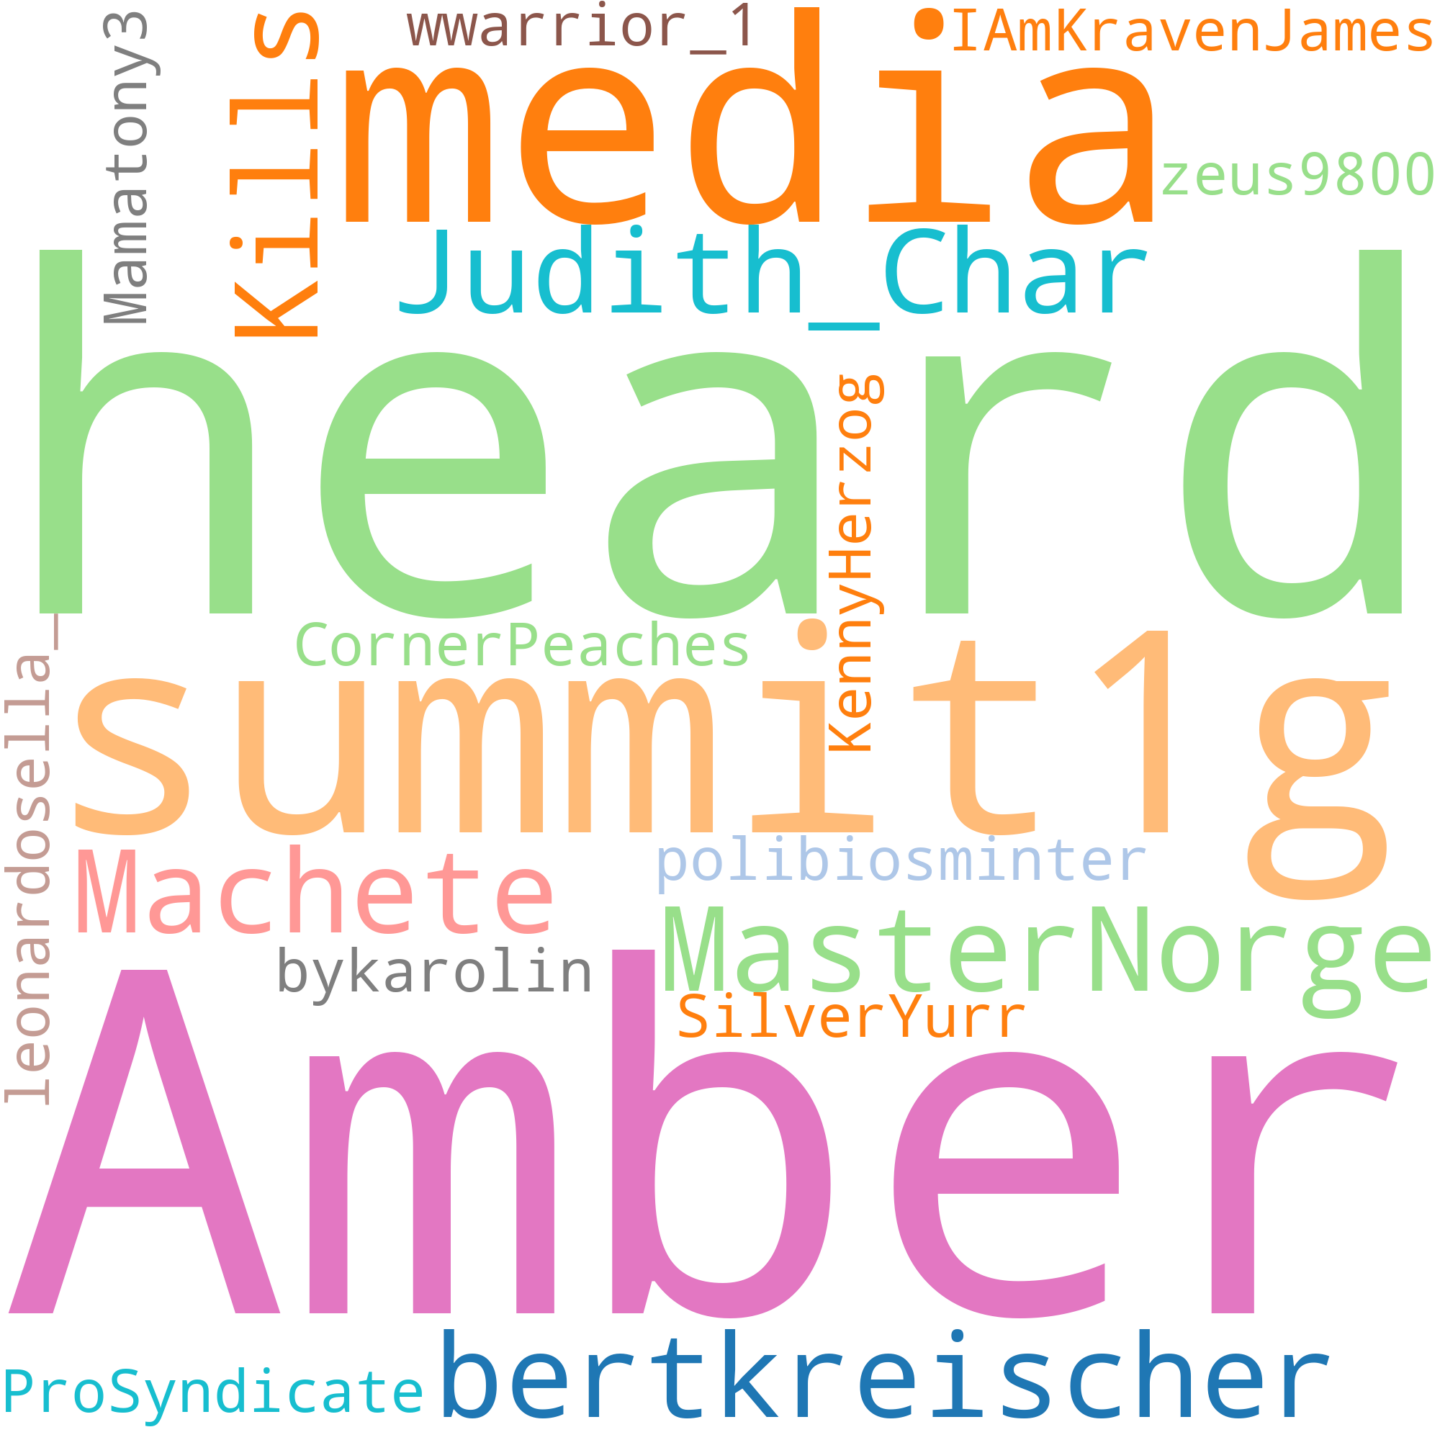 wwarrior_1
IAmKravenJames
Mamatony3
Kills
media
zeus9800
Judith_Char
heard
KennyHerzog
CornerPeaches
leonardosella_
summit1g
polibiosminter
Machete
MasterNorge
bykarolin
SilverYurr
Amber
ProSyndicate
bertkreischer